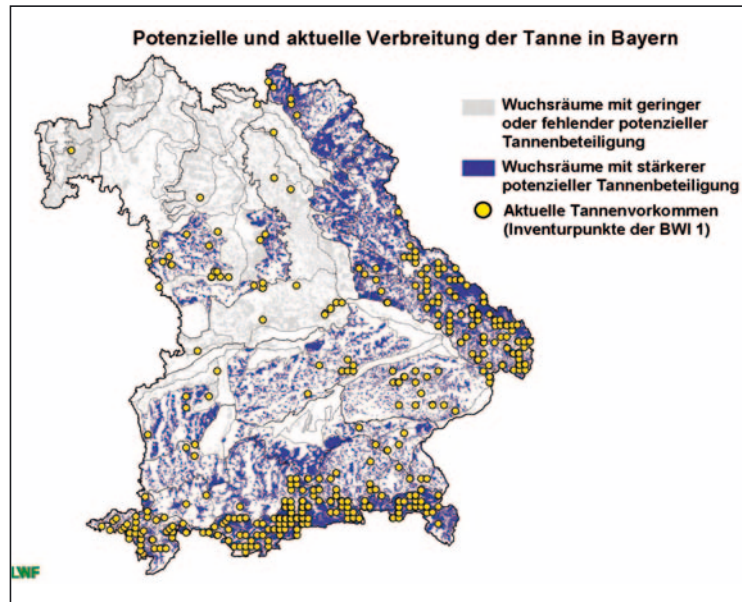 Potenzielle und aktuelle Verbreitung der Tanne in Bayern
Wuchsräume mit geringer
oder fehlender potenzieller
Tannenbeteiligung
Wuchsräume mit stärkerer
potenzieller Tannenbeteiligung
Aktuelle Tannenvorkommen
(Inventurpunkte der BWI 1)
LWF